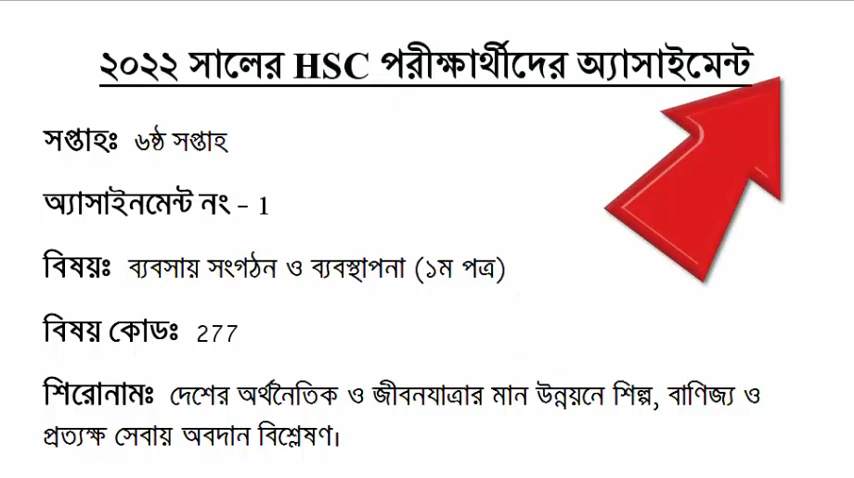 ২০২২ সালের HSC পরীক্ষার্থীদের অ্যাসাইমেন্ট
সপ্তাহঃ ৬ষ্ঠ সপ্তাহ
অ্যাসাইনমেন্ট নং - 1
বিষয়ঃ ব্যবসায় সংগঠন ও ব্যবস্থাপনা (১ম পত্র)
বিষয় কোডঃ 277
শিরোনামঃ দেশের অর্থনৈতিক ও জীবনযাত্রার মান উন্নয়নে শিল্প, বাণিজ্য ও
প্রত্যক্ষ সেবায় অবদান বিশ্লেষণ।